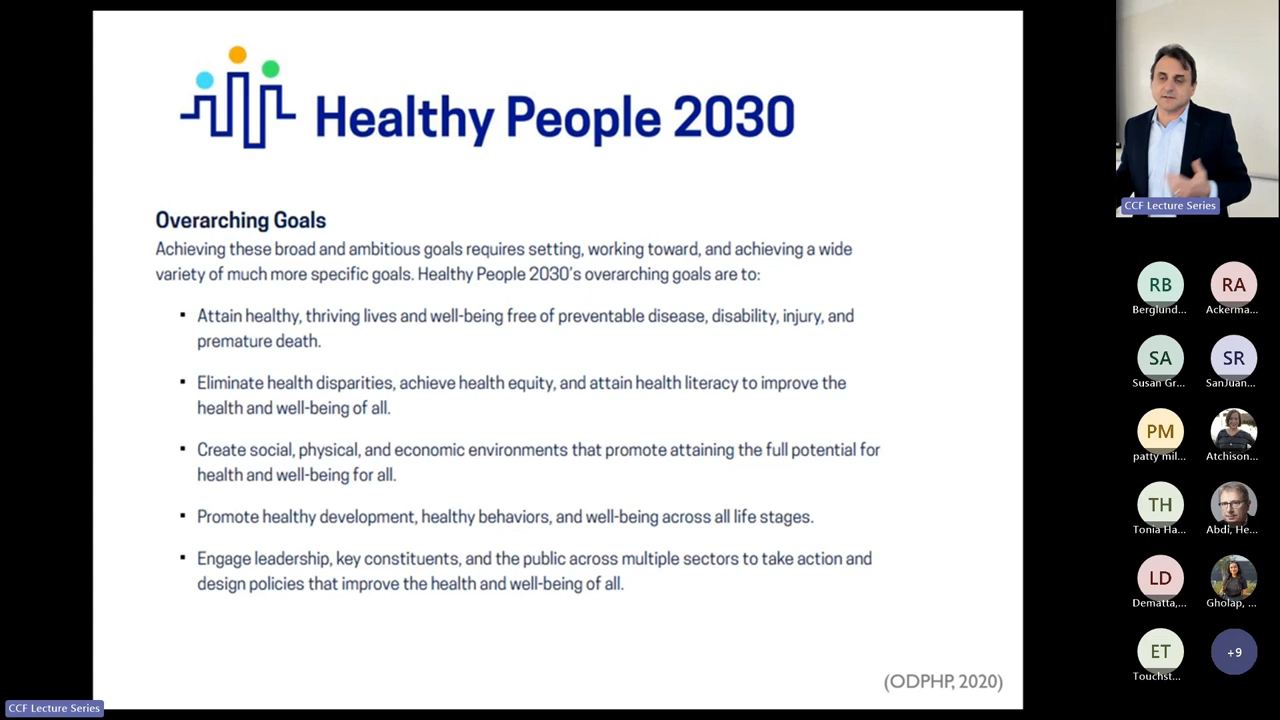 Healthy People 2030
Overarching Goals
Achieving these broad and ambitious goals requires setting, working toward, and achieving a wide
variety of much more specific goals. Healthy People 2030's overarching goals are to:
▪ Attain healthy, thriving lives and well-being free of preventable disease, disability, injury, and
premature death.
▪ Eliminate health disparities, achieve health equity, and attain health literacy to improve the
health and well-being of all.
▪ Create social, physical, and economic environments that promote attaining the full potential for
health and well-being for all.
▪ Promote healthy development, healthy behaviors, and well-being across all life stages.
▪ Engage leadership, key constituents, and the public across multiple sectors to take action and
design policies that improve the health and well-being of all.
(ODPHP, 2020)
CCF Lecture Series
CCF Lecture Series
RB
RA
Berglund...
Ackerma...
SA
SR
Susan Gr...
SanJuan...
PM
patty mil...
Atchison...
TH
Tonia Ha...
Abdi, He...
LD
Dematta,...
Gholap, ...
ET
+9
Touchst...